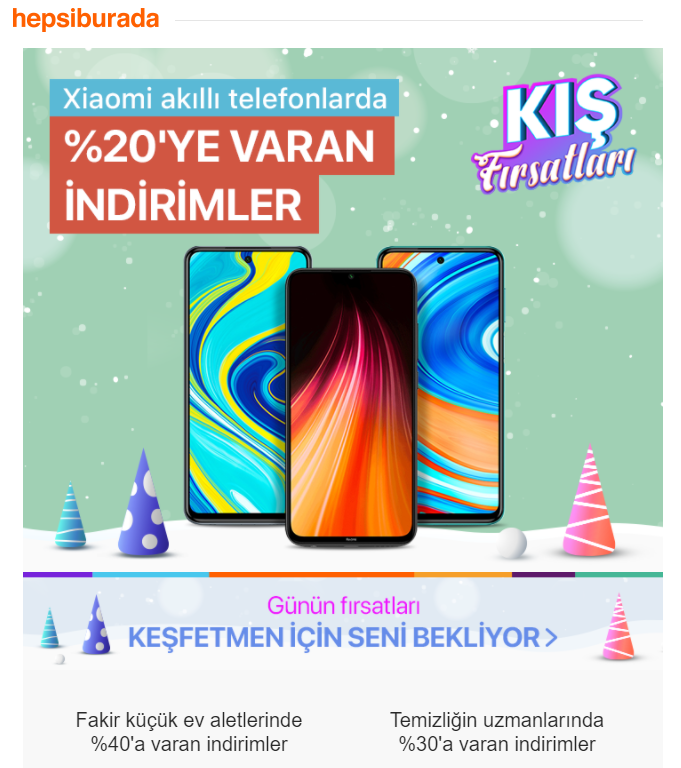 hepsiburada
Xiaomi akıllı telefonlarda
%20'YE VARAN
İNDİRİMLER
KIŞ
Fırsatları
Günün fırsatları
KEŞFETMEN İÇİN SENİ BEKLİYOR >
Fakir küçük ev aletlerinde
%40'a varan indirimler
Temizliğin uzmanlarında
%30'a varan indirimler